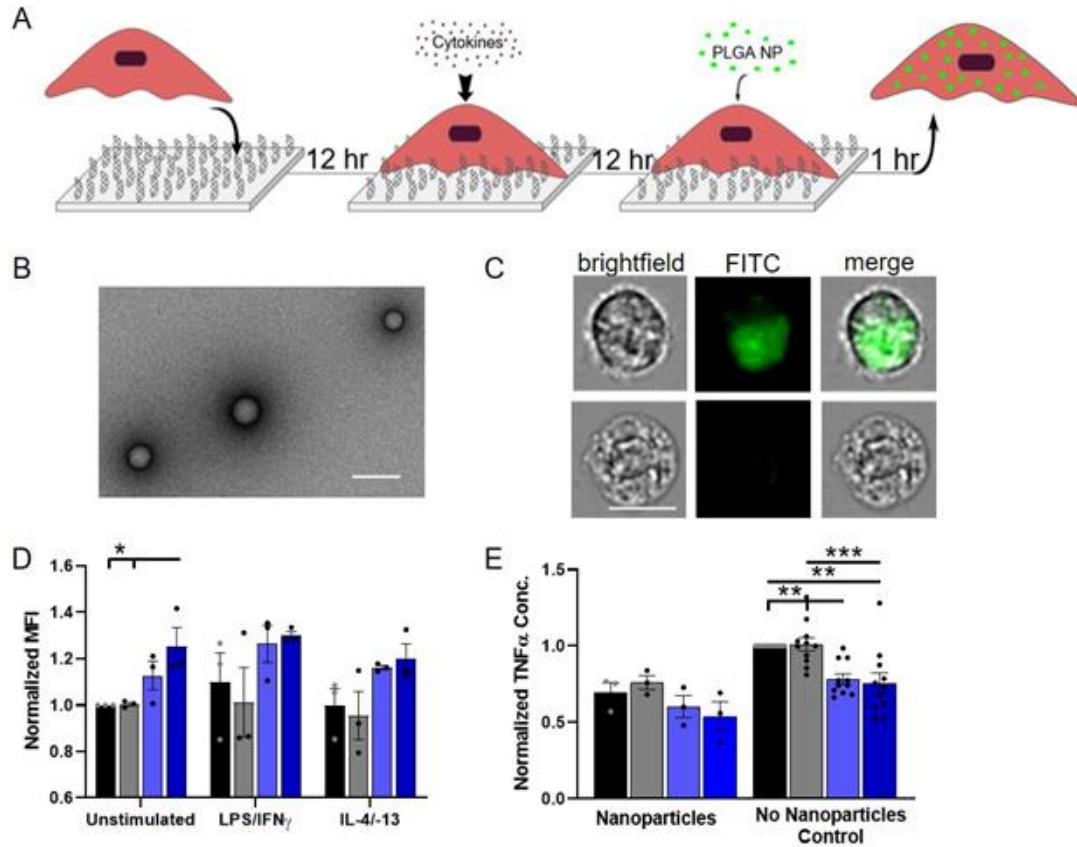 A
Cytokines
PLGA NP
12 hr
12 hr
1 hr
B
C
brightfield FITC merge
D
*
Normalized MFI
1.6
1.4
1.2
1.0
0.8
0.6
Unstimulated LPS/IFNγ IL-4/-13
E
***
**
**
Normalized TNFα Conc.
1.5
1.0
0.5
0.0
Nanoparticles No Nanoparticles
Control